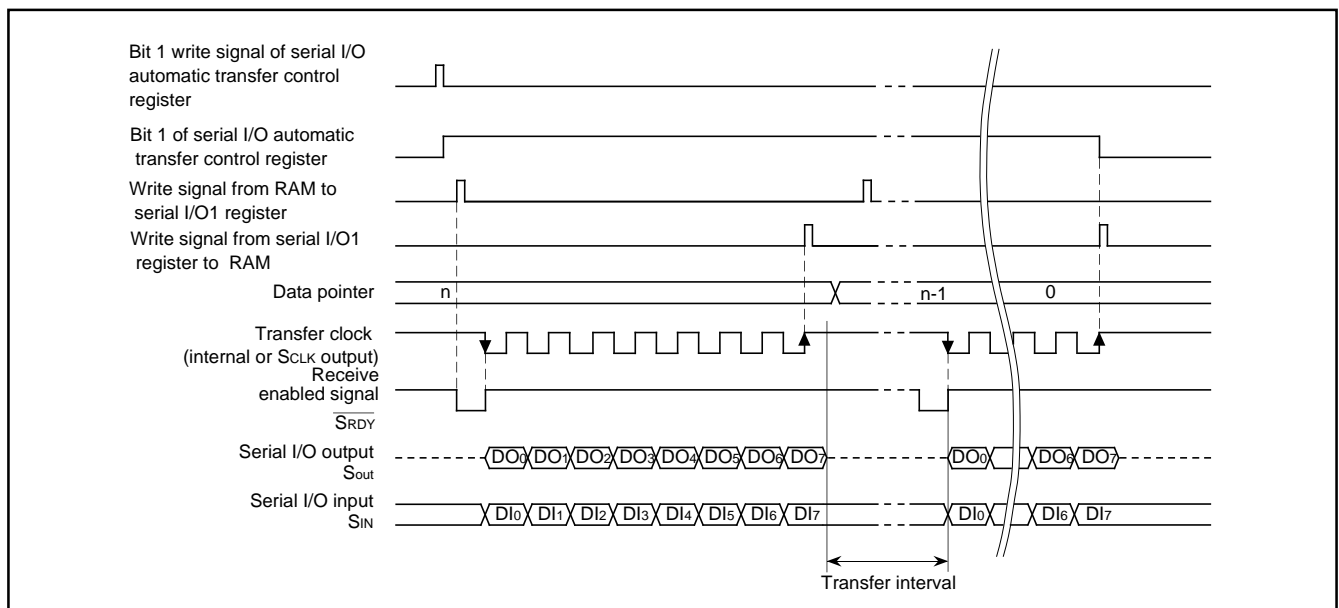 Bit 1 write signal of serial I/O
automatic transfer control
register
Bit 1 of serial I/O automatic
transfer control register
Write signal from RAM to
serial I/O1 register
Write signal from serial I/O1
register to RAM
Data pointer
n
n-1
0
Transfer clock
(internal or SCLK output)
Receive
enabled signal
SRDY
Serial I/O output
Sout
DO0 DO1 DO2 DO3 DO4 DO5 DO6 DO7
DO0 DO6 DO7
Serial I/O input
SIN
DI0 DI1 DI2 DI3 DI4 DI5 DI6 DI7
DI0 DI6 DI7
Transfer interval